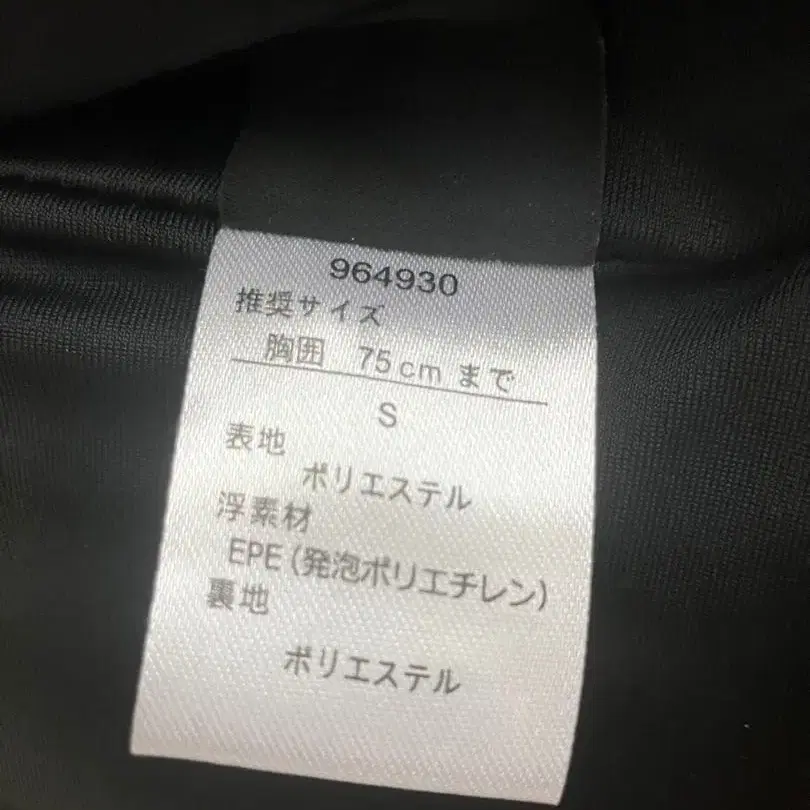 964930
推奨サイズ
胸囲 75cm まで
S
表地
ポリエステル
浮素材
EPE(発泡ポリエチレン)
裏地
ポリエステル